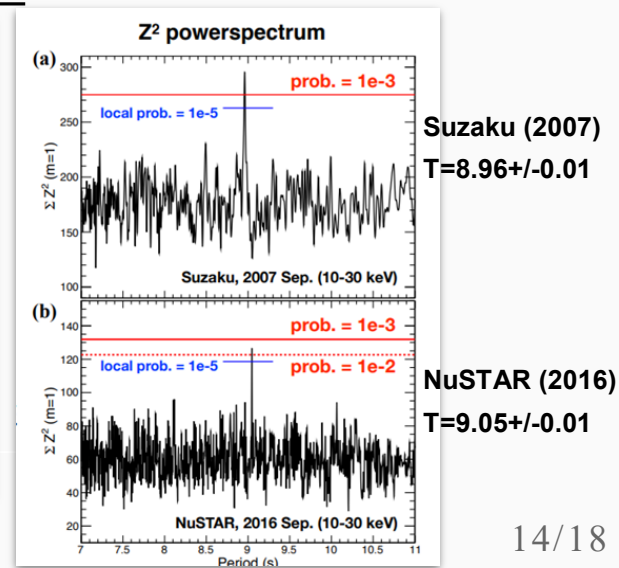 Z² powerspectrum
(a)
300
250
200
150
100
Σ Z² (m=1)
prob. = 1e-3
local prob. = 1e-5
Suzaku, 2007 Sep. (10-30 keV)
Suzaku (2007)
T=8.96+/-0.01
(b)
140
120
100
80
60
40
20
Σ Z² (m=1)
prob. = 1e-3
local prob. = 1e-5
prob. = 1e-2
NuSTAR, 2016 Sep. (10-30 keV)
NuSTAR (2016)
T=9.05+/-0.01
7 7.5 8 8.5 9 9.5 10 10.5 11
Period (s)
14/18